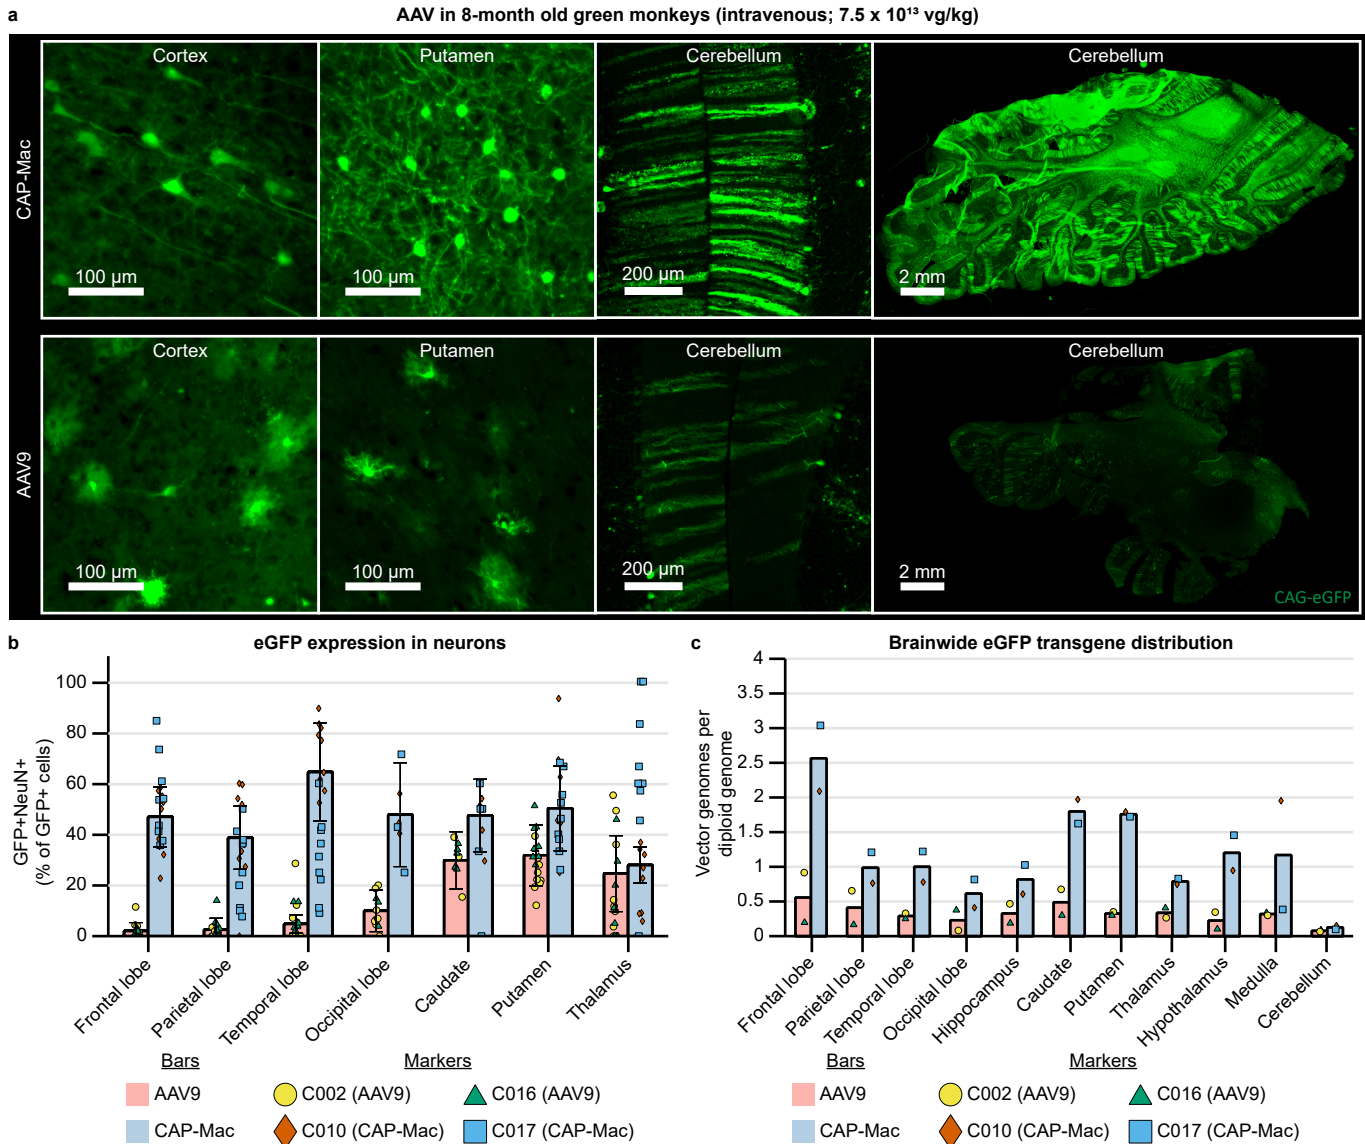 a
AAV in 8-month old green monkeys (intravenous; 7.5 x 10¹³ vg/kg)
CAP-Mac
Cortex
100 µm
Putamen
100 µm
Cerebellum
200 µm
Cerebellum
2 mm
AAV9
Cortex
100 µm
Putamen
100 µm
Cerebellum
200 µm
Cerebellum
2 mm
CAG-eGFP
b
eGFP expression in neurons
GFP+NeuN+
(% of GFP+ cells)
100
80
60
40
20
0
Frontal lobe
Parietal lobe
Temporal lobe
Occipital lobe
Caudate
Putamen
Thalamus
Bars
Markers
AAV9
C002 (AAV9)
C016 (AAV9)
CAP-Mac
C010 (CAP-Mac)
C017 (CAP-Mac)
c
Brainwide eGFP transgene distribution
Vector genomes per
diploid genome
4
3.5
3
2.5
2
1.5
1
0.5
0
Frontal lobe
Parietal lobe
Temporal lobe
Occipital lobe
Hippocampus
Caudate
Putamen
Thalamus
Hypothalamus
Medulla
Cerebellum
Bars
Markers
AAV9
C002 (AAV9)
C016 (AAV9)
CAP-Mac
C010 (CAP-Mac)
C017 (CAP-Mac)